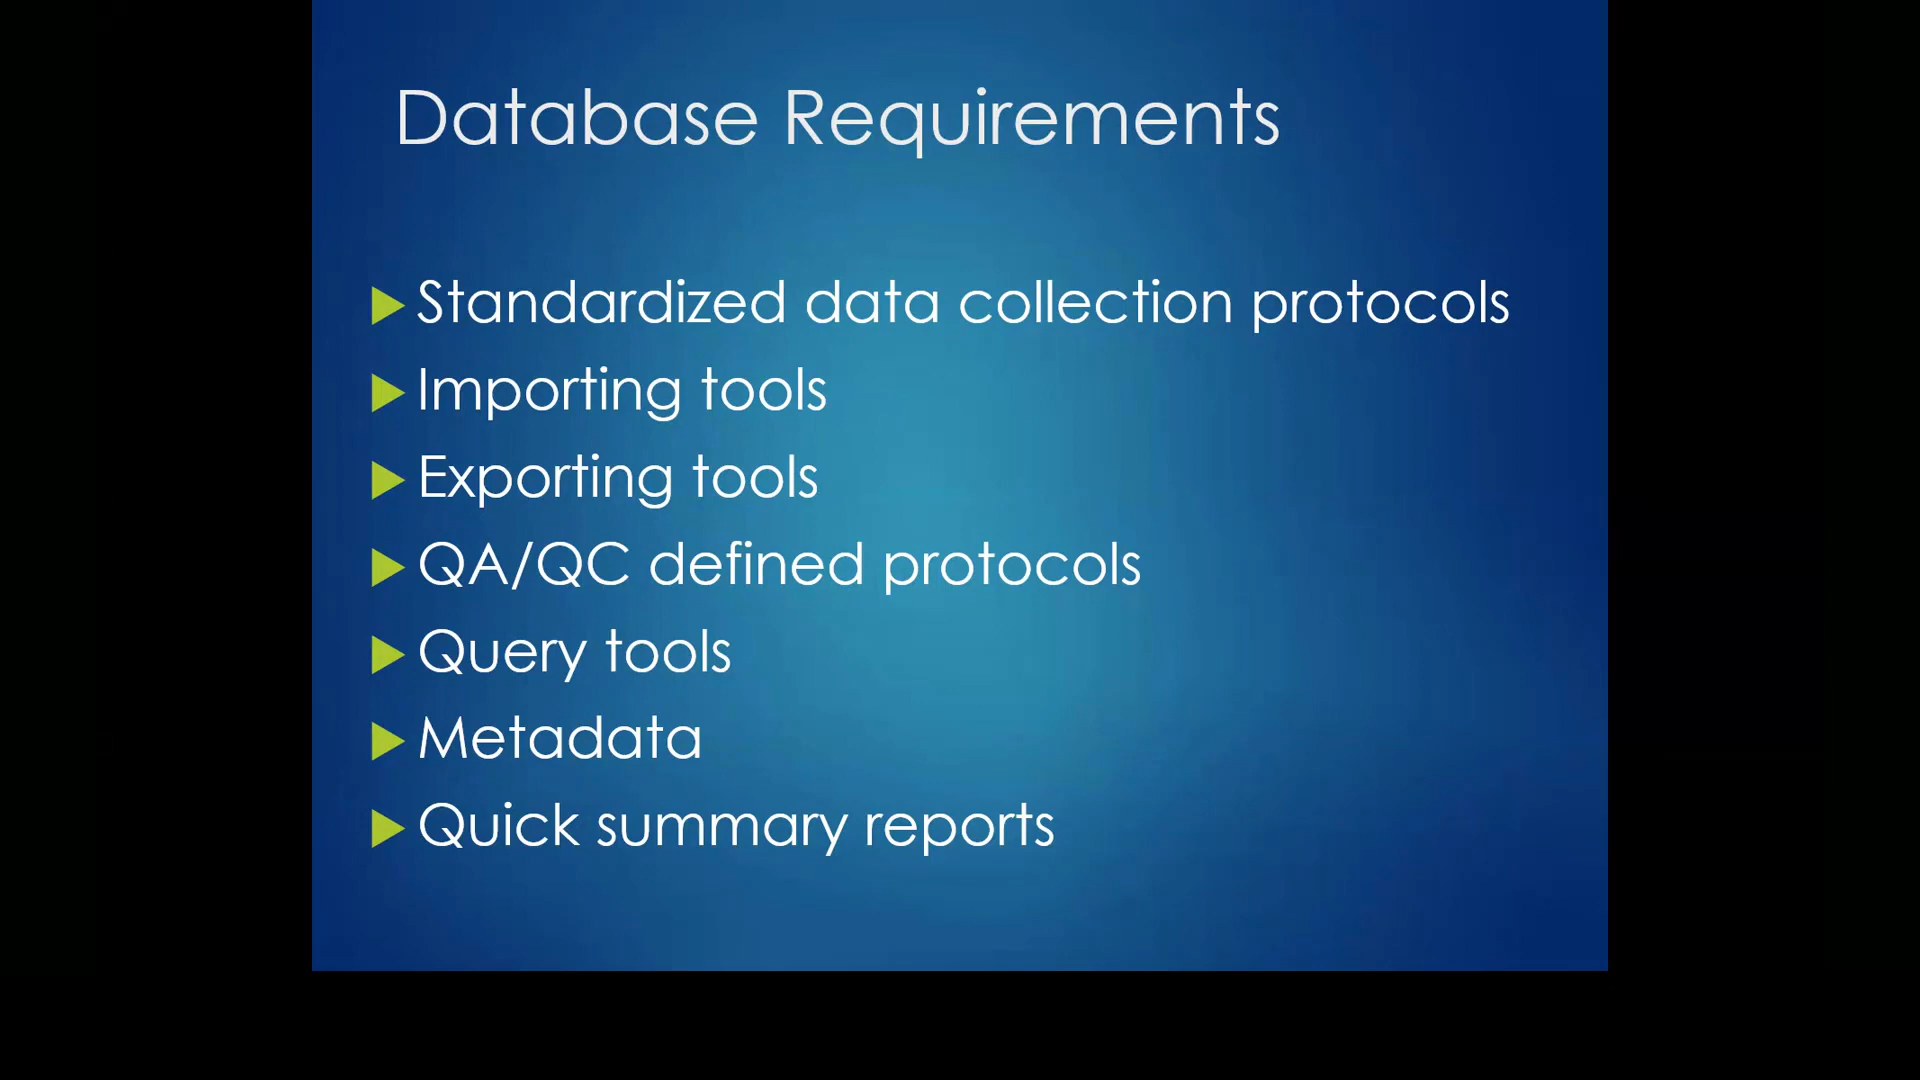 Database Requirements
Standardized data collection protocols
Importing tools
Exporting tools
QA/QC defined protocols
Query tools
Metadata
Quick summary reports